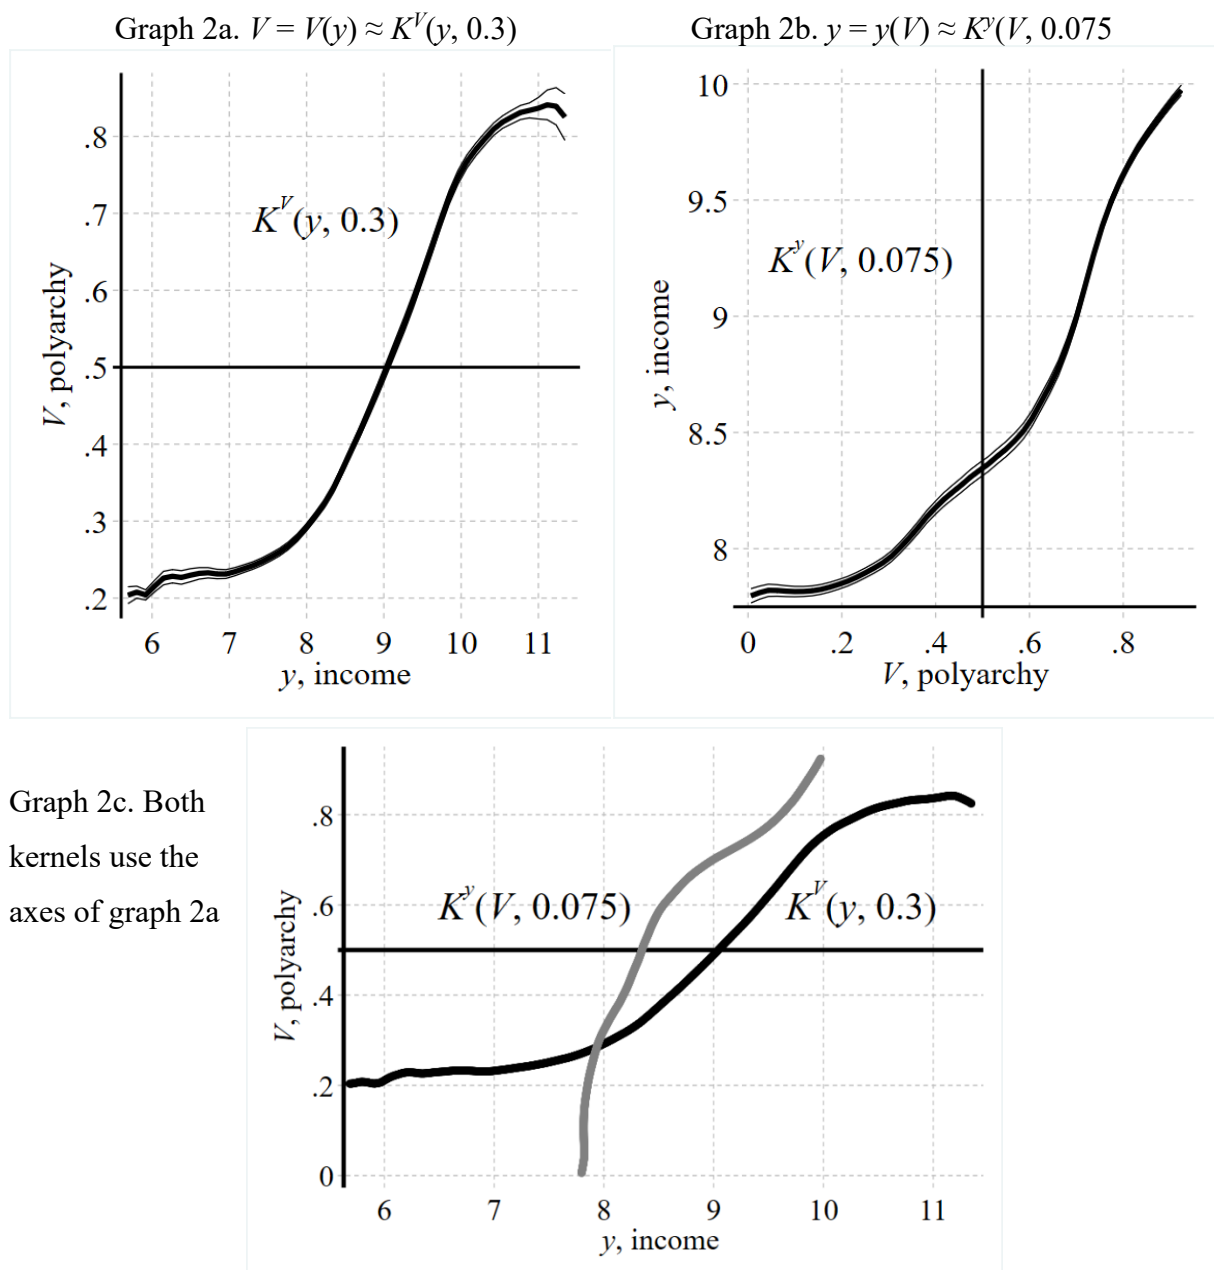 Graph 2a. V = V(y) ≈ K^V(y, 0.3)
.8
.7
.6
.5
.4
.3
.2
V, polyarchy
K^V(y, 0.3)
6 7 8 9 10 11
y, income
Graph 2b. y = y(V) ≈ K^y(V, 0.075
10
9.5
9
8.5
8
y, income
K^y(V, 0.075)
0 .2 .4 .6 .8
V, polyarchy
Graph 2c. Both
kernels use the
axes of graph 2a
.8
.6
.4
.2
0
V, polyarchy
K^y(V, 0.075)
K^V(y, 0.3)
6 7 8 9 10 11
y, income